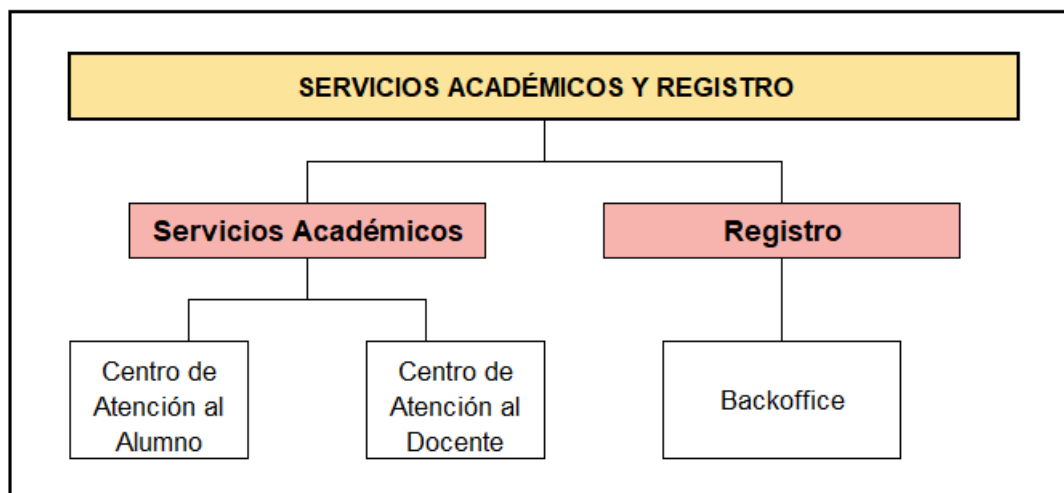 SERVICIOS ACADÉMICOS Y REGISTRO
Servicios Académicos
Registro
Centro de
Atención al
Alumno
Centro de
Atención al
Docente
Backoffice